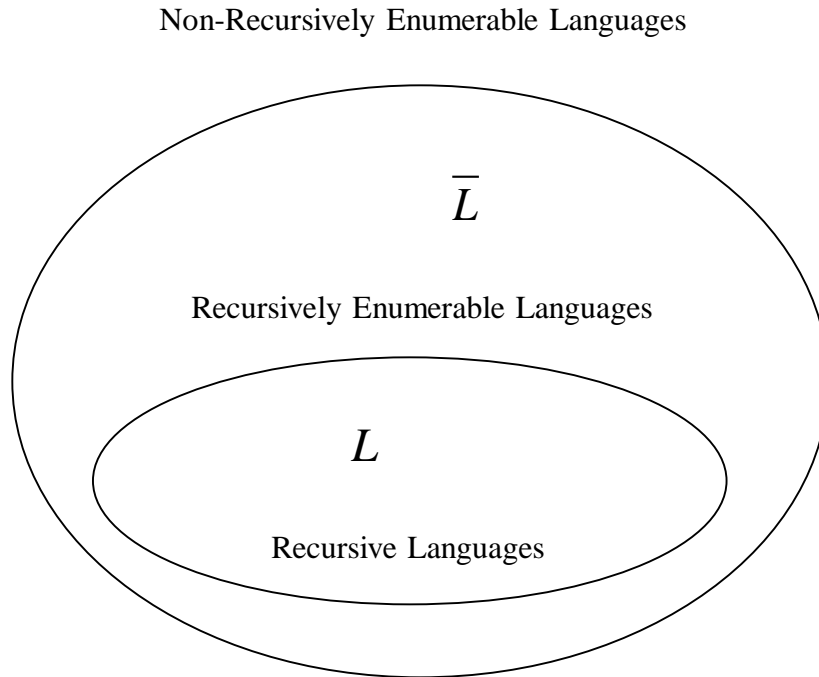 Non-Recursively Enumerable Languages
L̅
Recursively Enumerable Languages
L
Recursive Languages